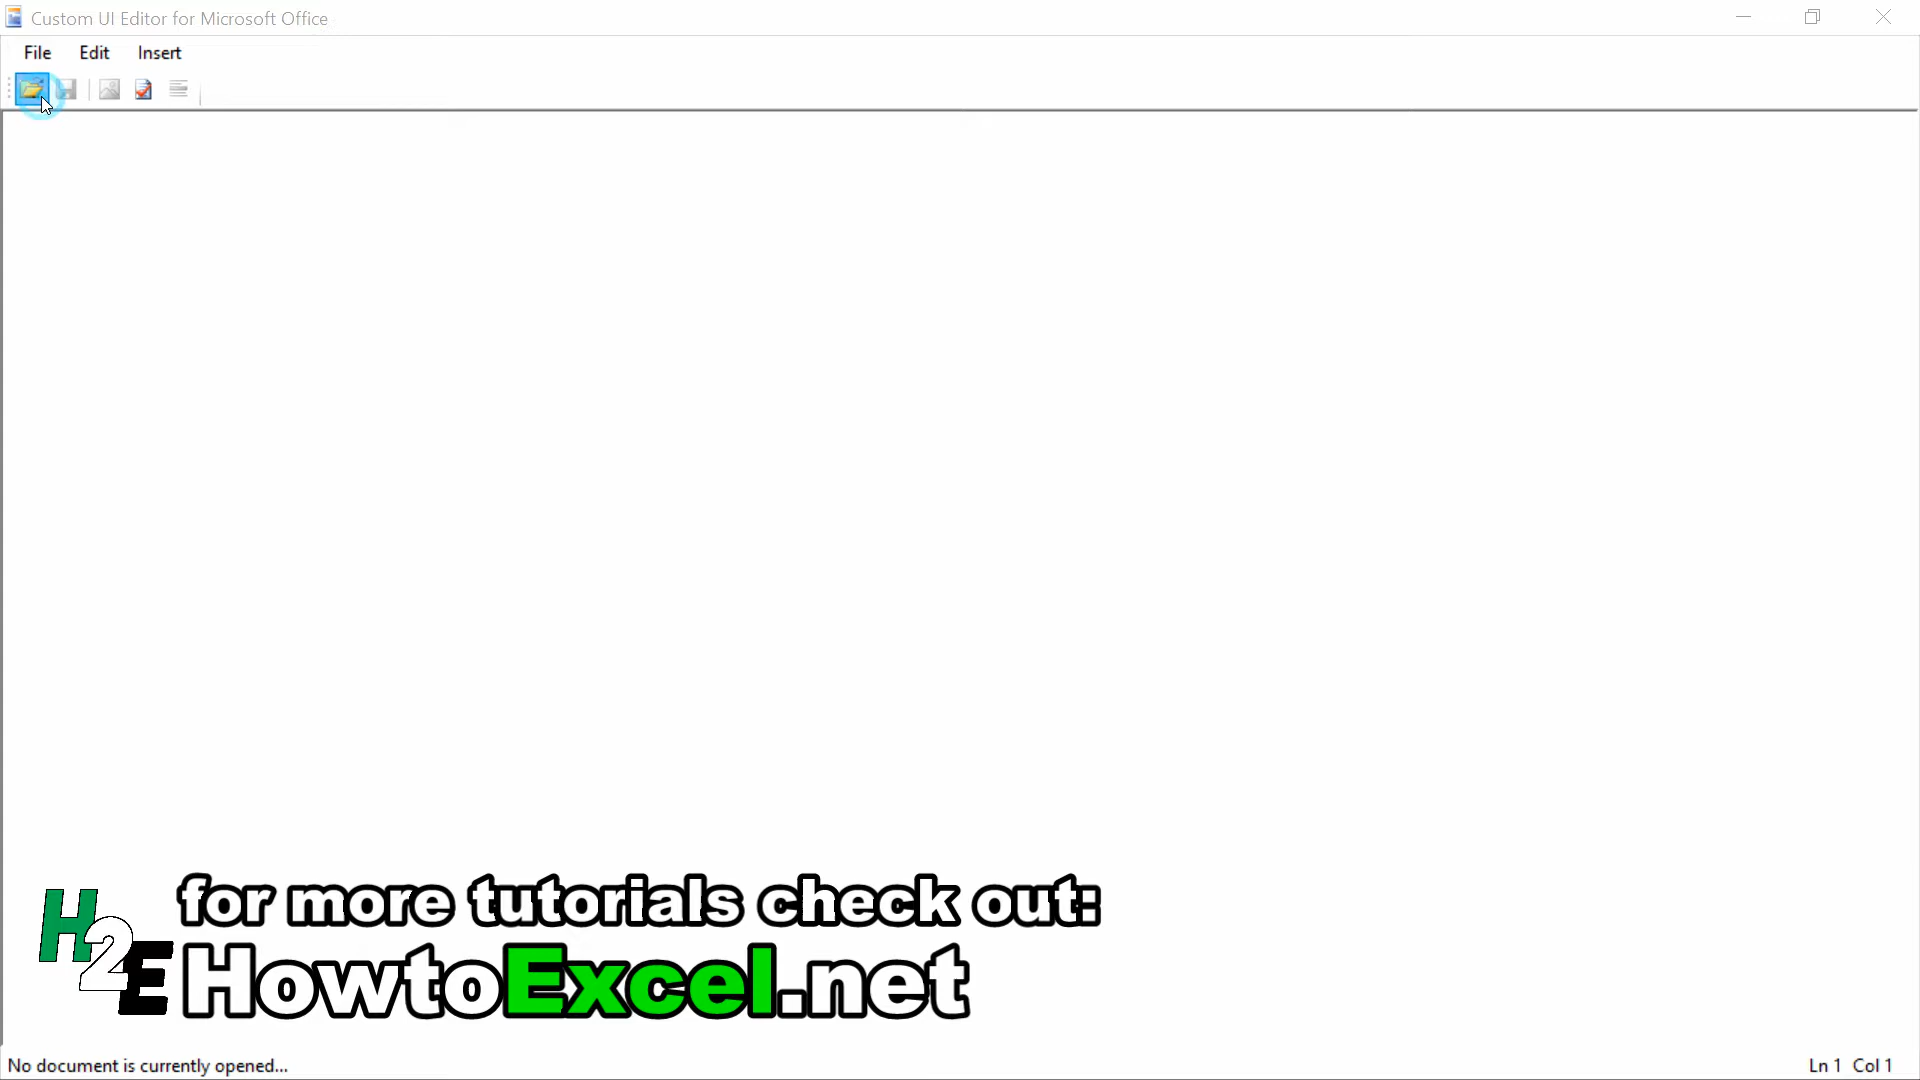 Custom UI Editor for Microsoft Office
File Edit Insert
for more tutorials check out:
H2E HowtoExcel.net
No document is currently opened... Ln 1 Col 1